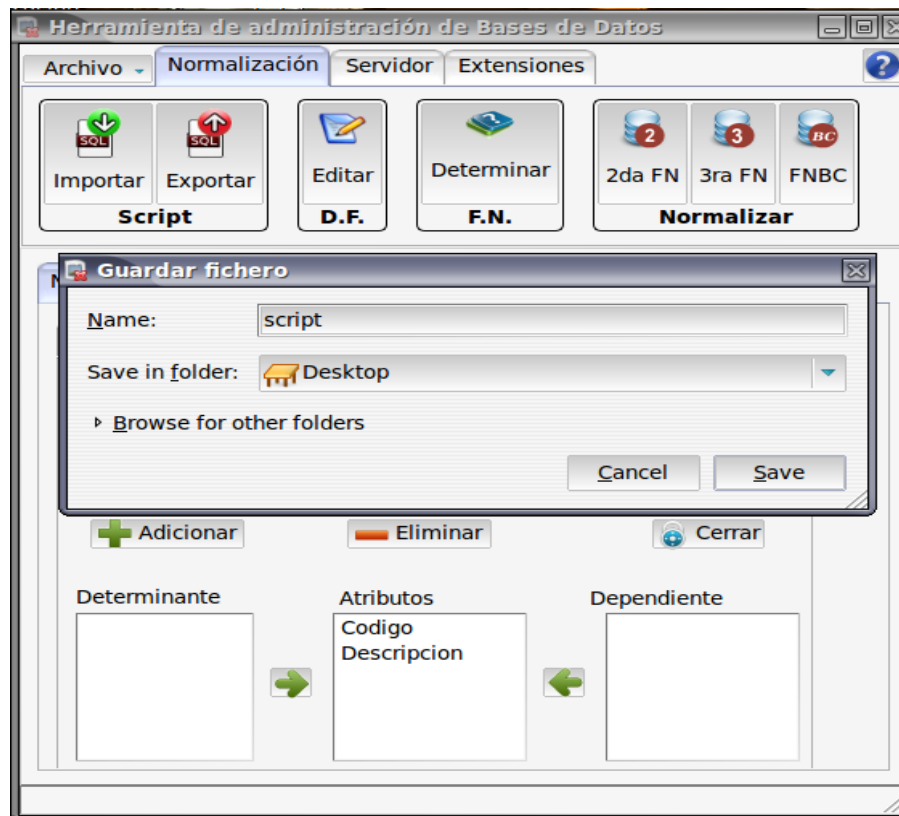 Herramienta de administración de Bases de Datos
Archivo Normalización Servidor Extensiones
?
SQL SQL 2 3 BC
Importar Exportar Editar Determinar 2da FN 3ra FN FNBC
Script D.F. F.N. Normalizar
Guardar fichero
Name: script
Save in folder: Desktop
Browse for other folders
Cancel Save
Adicionar Eliminar Cerrar
Determinante Atributos Dependiente
Codigo
Descripcion